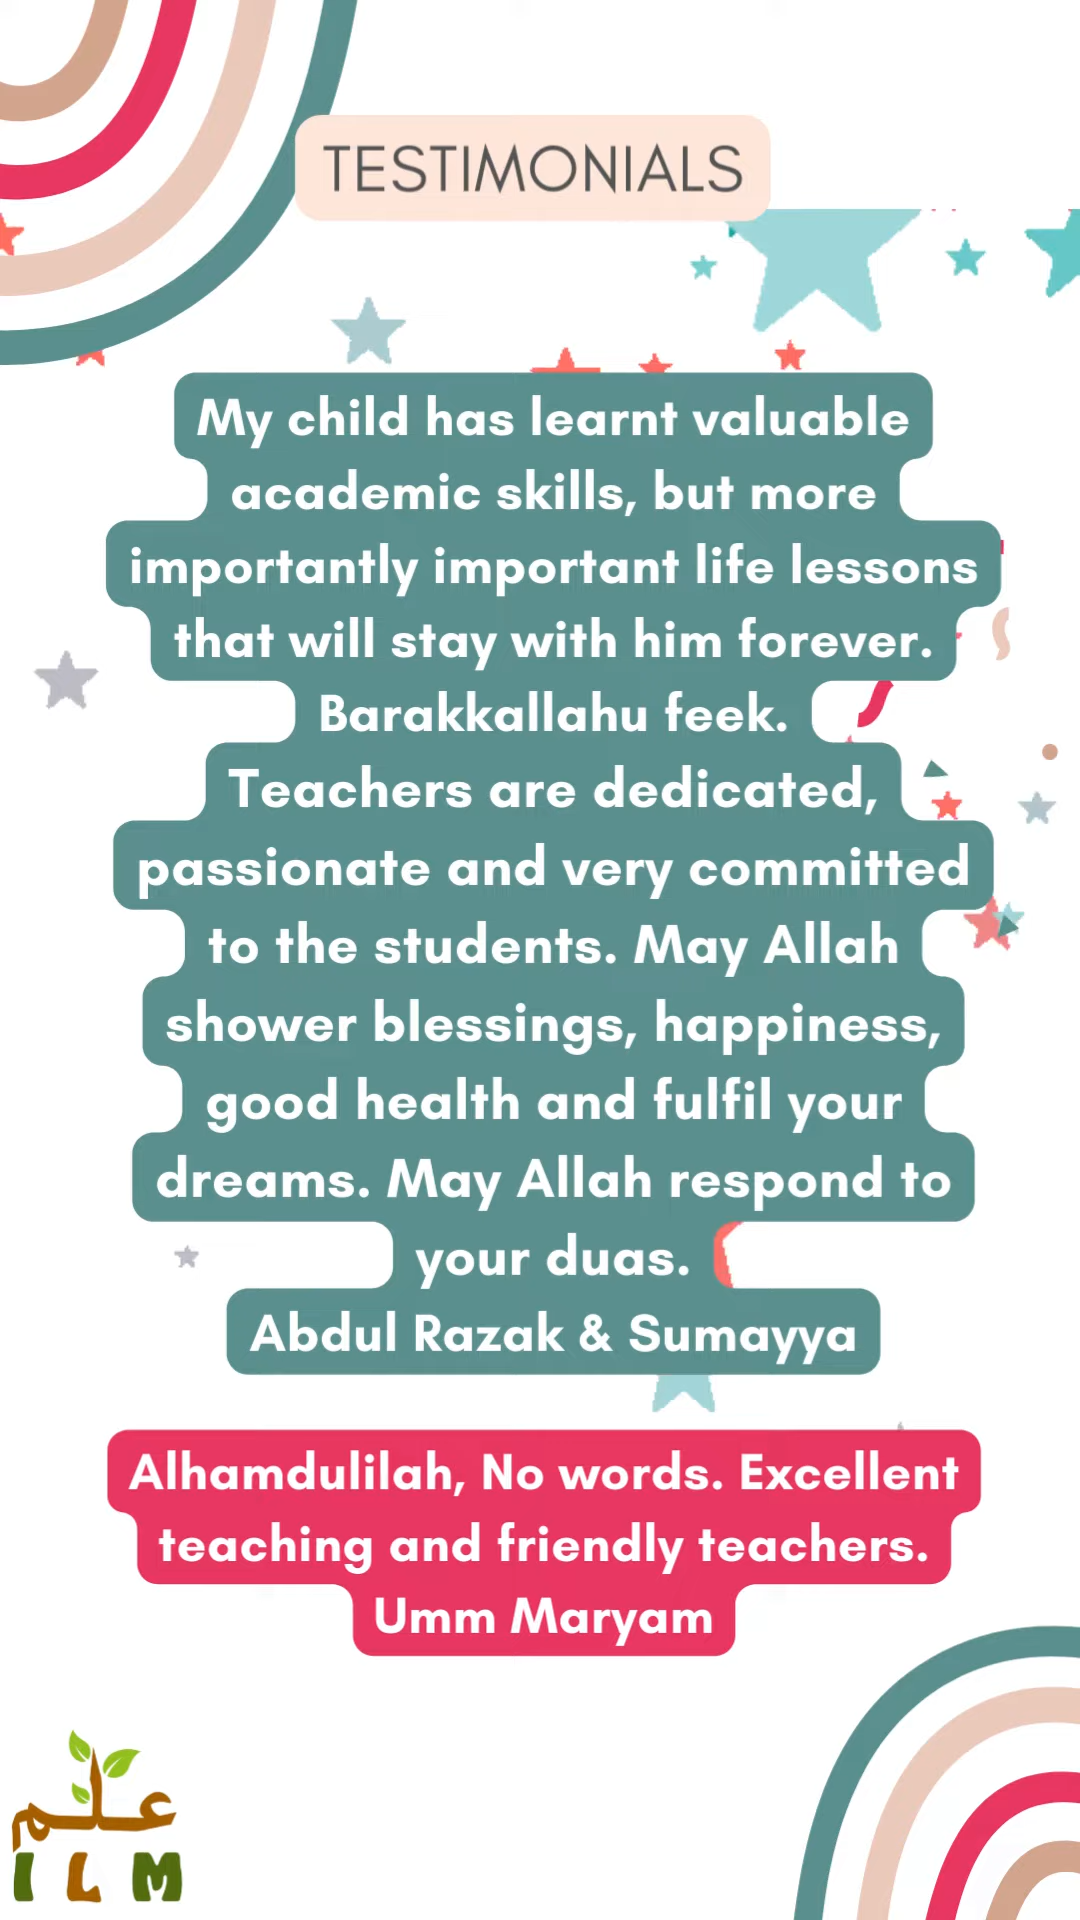 TESTIMONIALS
My child has learnt valuable
academic skills, but more
importantly important life lessons
that will stay with him forever.
Barakkallahu feek.
Teachers are dedicated,
passionate and very committed
to the students. May Allah
shower blessings, happiness,
good health and fulfil your
dreams. May Allah respond to
your duas.
Abdul Razak & Sumayya
Alhamdulilah, No words. Excellent
teaching and friendly teachers.
Umm Maryam
علم
ILM